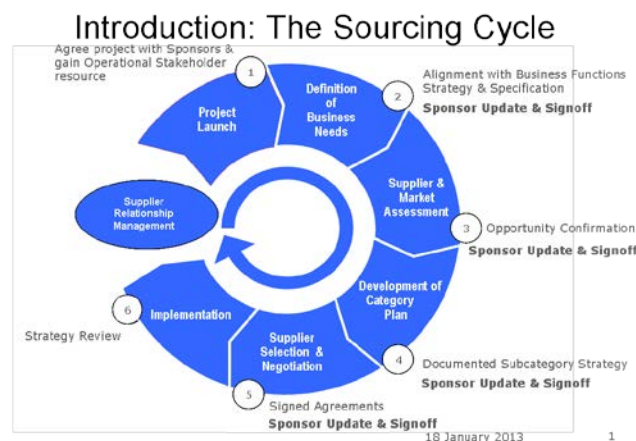 Introduction: The Sourcing Cycle
Agree project with Sponsors &
gain Operational Stakeholder
resource
1
Project
Launch
Definition
of
Business
Needs
2
Alignment with Business Functions
Strategy & Specification
Sponsor Update & Signoff
Supplier &
Market
Assessment
3
Opportunity Confirmation
Sponsor Update & Signoff
Development of
Category
Plan
4
Documented Subcategory Strategy
Sponsor Update & Signoff
Supplier
Selection &
Negotiation
5
Signed Agreements
Sponsor Update & Signoff
Implementation
6
Strategy Review
Supplier
Relationship
Management
18 January 2013
1